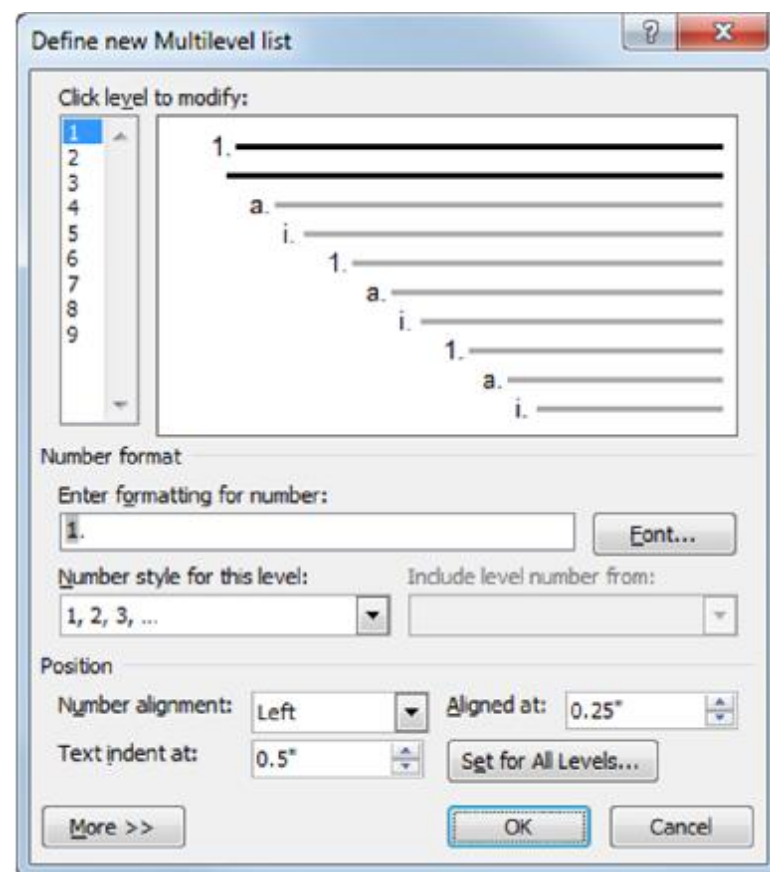 Define new Multilevel list
Click level to modify:
1
2
3
4
5
6
7
8
9
1.
a.
i.
1.
a.
i.
1.
a.
i.
Number format
Enter formatting for number:
1.
Font...
Number style for this level: Include level number from:
1, 2, 3, ...
Position
Number alignment: Left Aligned at: 0.25"
Text indent at: 0.5" Set for All Levels...
More >> OK Cancel